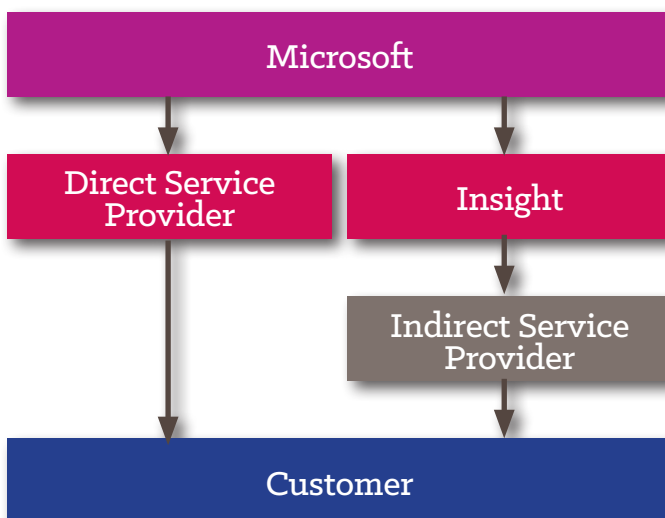 Microsoft
Direct Service
Provider
Insight
Indirect Service
Provider
Customer